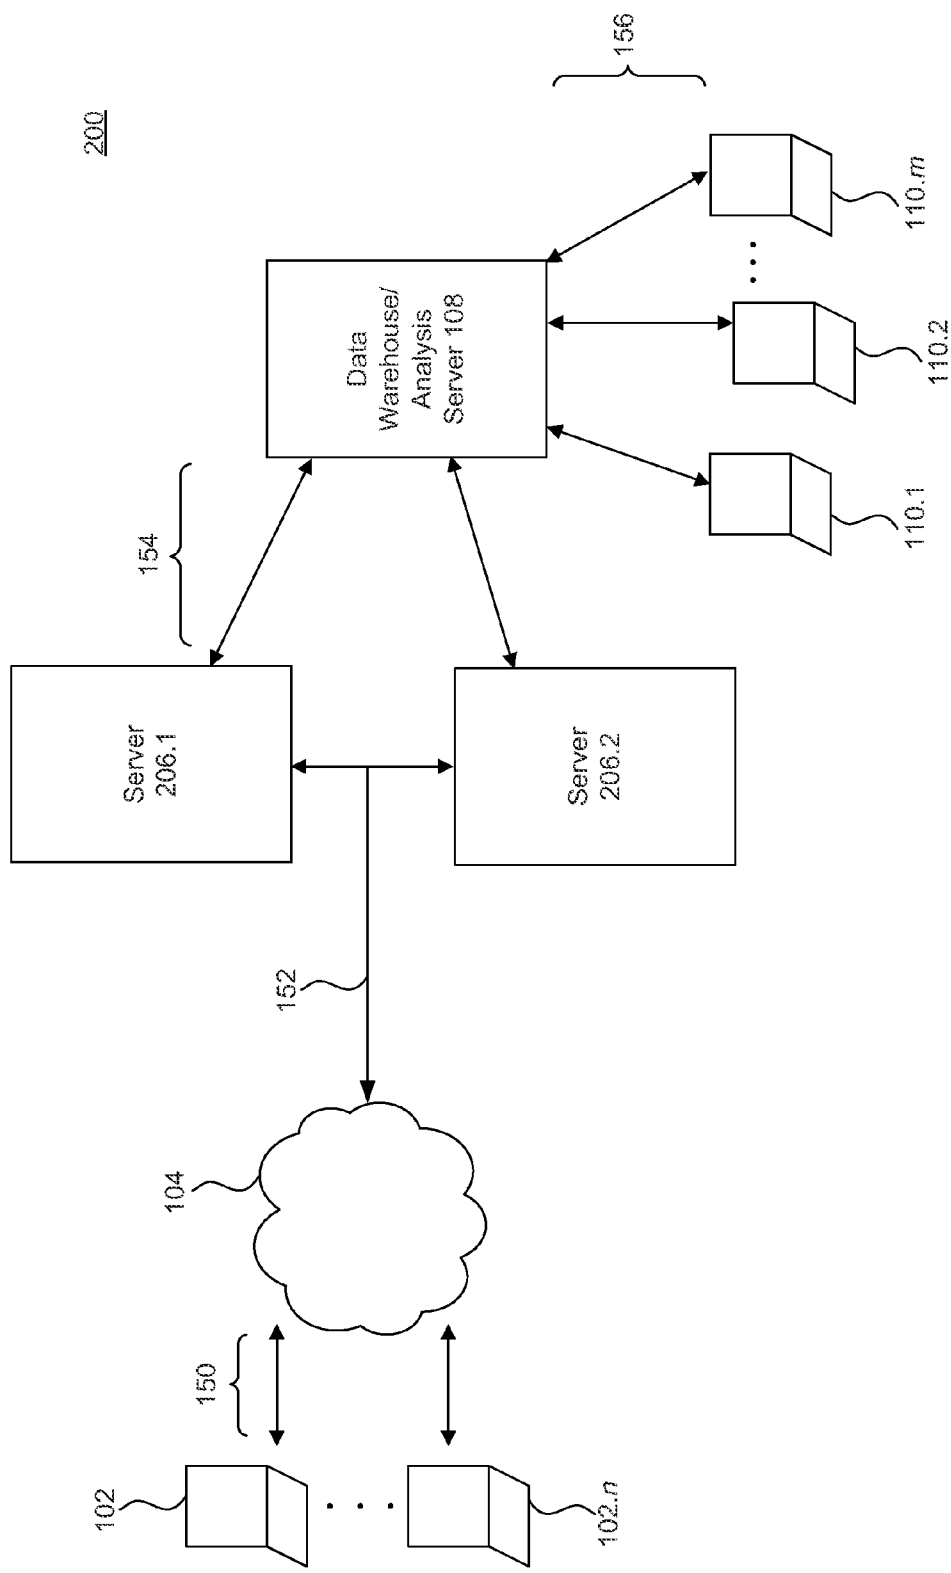 200
102
150
104
152
Server
206.1
154
Data
Warehouse/
Analysis
Server 108
156
102.n
Server
206.2
110.1
110.2
110.m